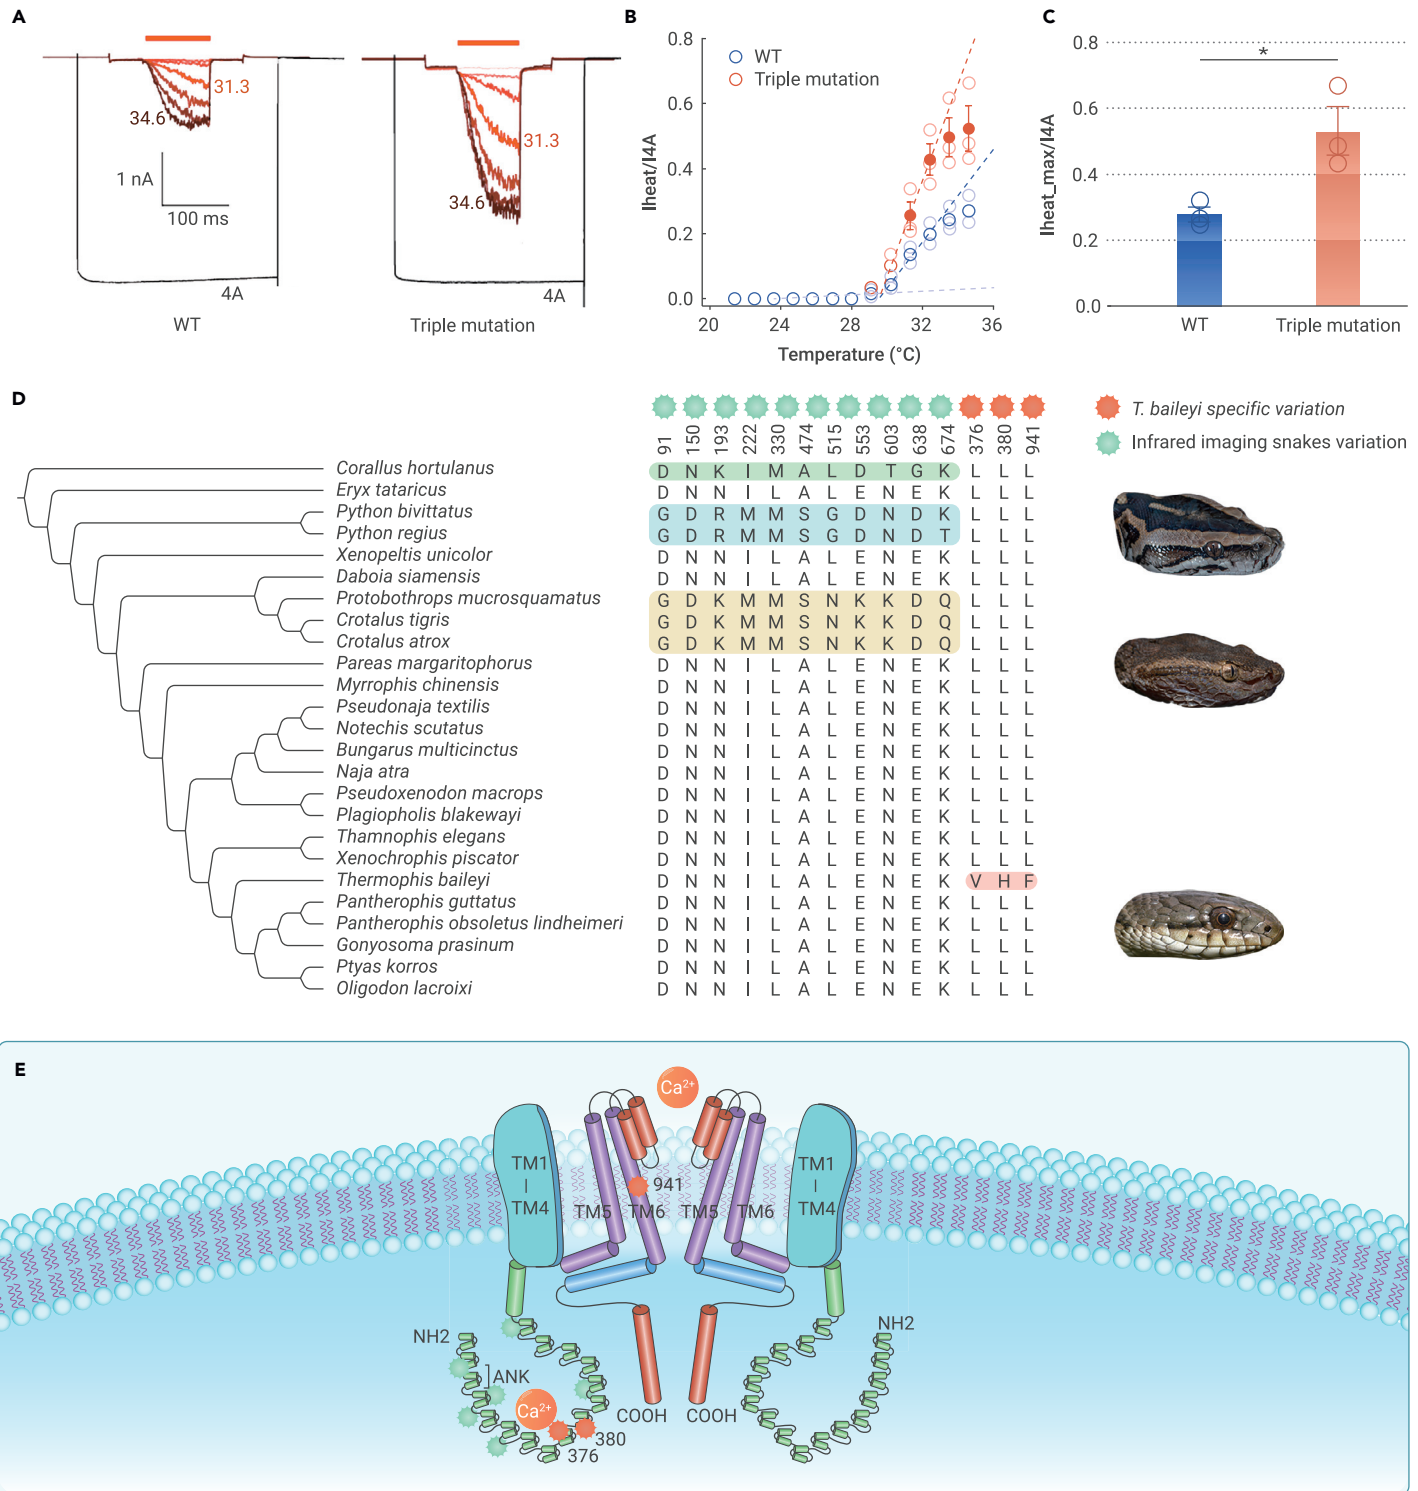 A
31.3
34.6
1 nA
100 ms
4A
WT
31.3
34.6
4A
Triple mutation
B
Iheat/I4A
0.8
0.6
0.4
0.2
0.0
WT
Triple mutation
20 24 28 32 36
Temperature (°C)
C
Iheat_max/I4A
0.8
0.6
0.4
0.2
0.0
*
WT Triple mutation
D
91 150 193 222 330 474 515 553 603 638 674 376 380 941
T. baileyi specific variation
Infrared imaging snakes variation
Corallus hortulanus D N K I M A L D T G K L L L
Eryx tataricus D N N I L A L E N E K L L L
Python bivittatus G D R M M S G D N D K L L L
Python regius G D R M M S G D N D T L L L
Xenopeltis unicolor D N N I L A L E N E K L L L
Daboia siamensis D N N I L A L E N E K L L L
Protobothrops mucrosquamatus G D K M M S N K K D Q L L L
Crotalus tigris G D K M M S N K K D Q L L L
Crotalus atrox G D K M M S N K K D Q L L L
Pareas margaritophorus D N N I L A L E N E K L L L
Myrrophis chinensis D N N I L A L E N E K L L L
Pseudonaja textilis D N N I L A L E N E K L L L
Notechis scutatus D N N I L A L E N E K L L L
Bungarus multicinctus D N N I L A L E N E K L L L
Naja atra D N N I L A L E N E K L L L
Pseudoxenodon macrops D N N I L A L E N E K L L L
Plagiopholis blakewayi D N N I L A L E N E K L L L
Thamnophis elegans D N N I L A L E N E K L L L
Xenochrophis piscator D N N I L A L E N E K L L L
Thermophis baileyi D N N I L A L E N E K V H F
Pantherophis guttatus D N N I L A L E N E K L L L
Pantherophis obsoletus lindheimeri D N N I L A L E N E K L L L
Gonyosoma prasinum D N N I L A L E N E K L L L
Ptyas korros D N N I L A L E N E K L L L
Oligodon lacroixi D N N I L A L E N E K L L L
E
Ca²⁺
TM1
|
TM4
941
TM5 TM6 TM5 TM6
TM1
|
TM4
NH2
ANK
Ca²⁺
380
376
COOH COOH
NH2